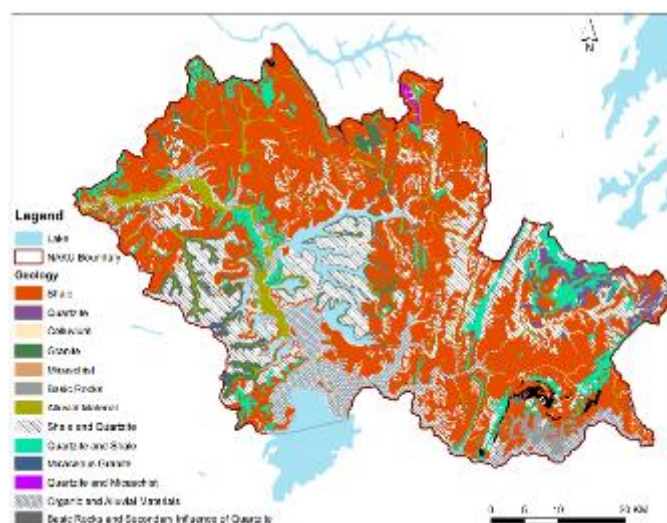 N
Legend
Lake
NAKU Boundary
Geology
Shale
Quartzite
Colluvium
Granite
Micaschist
Basic Rocks
Alluvial Material
Shale and Quartzite
Quartzite and Shale
Micaceous Granite
Quartzite and Micaschist
Organic and Alluvial Materials
Basic Rocks and Secondary Influence of Quartzite
0 5 10 20 KM